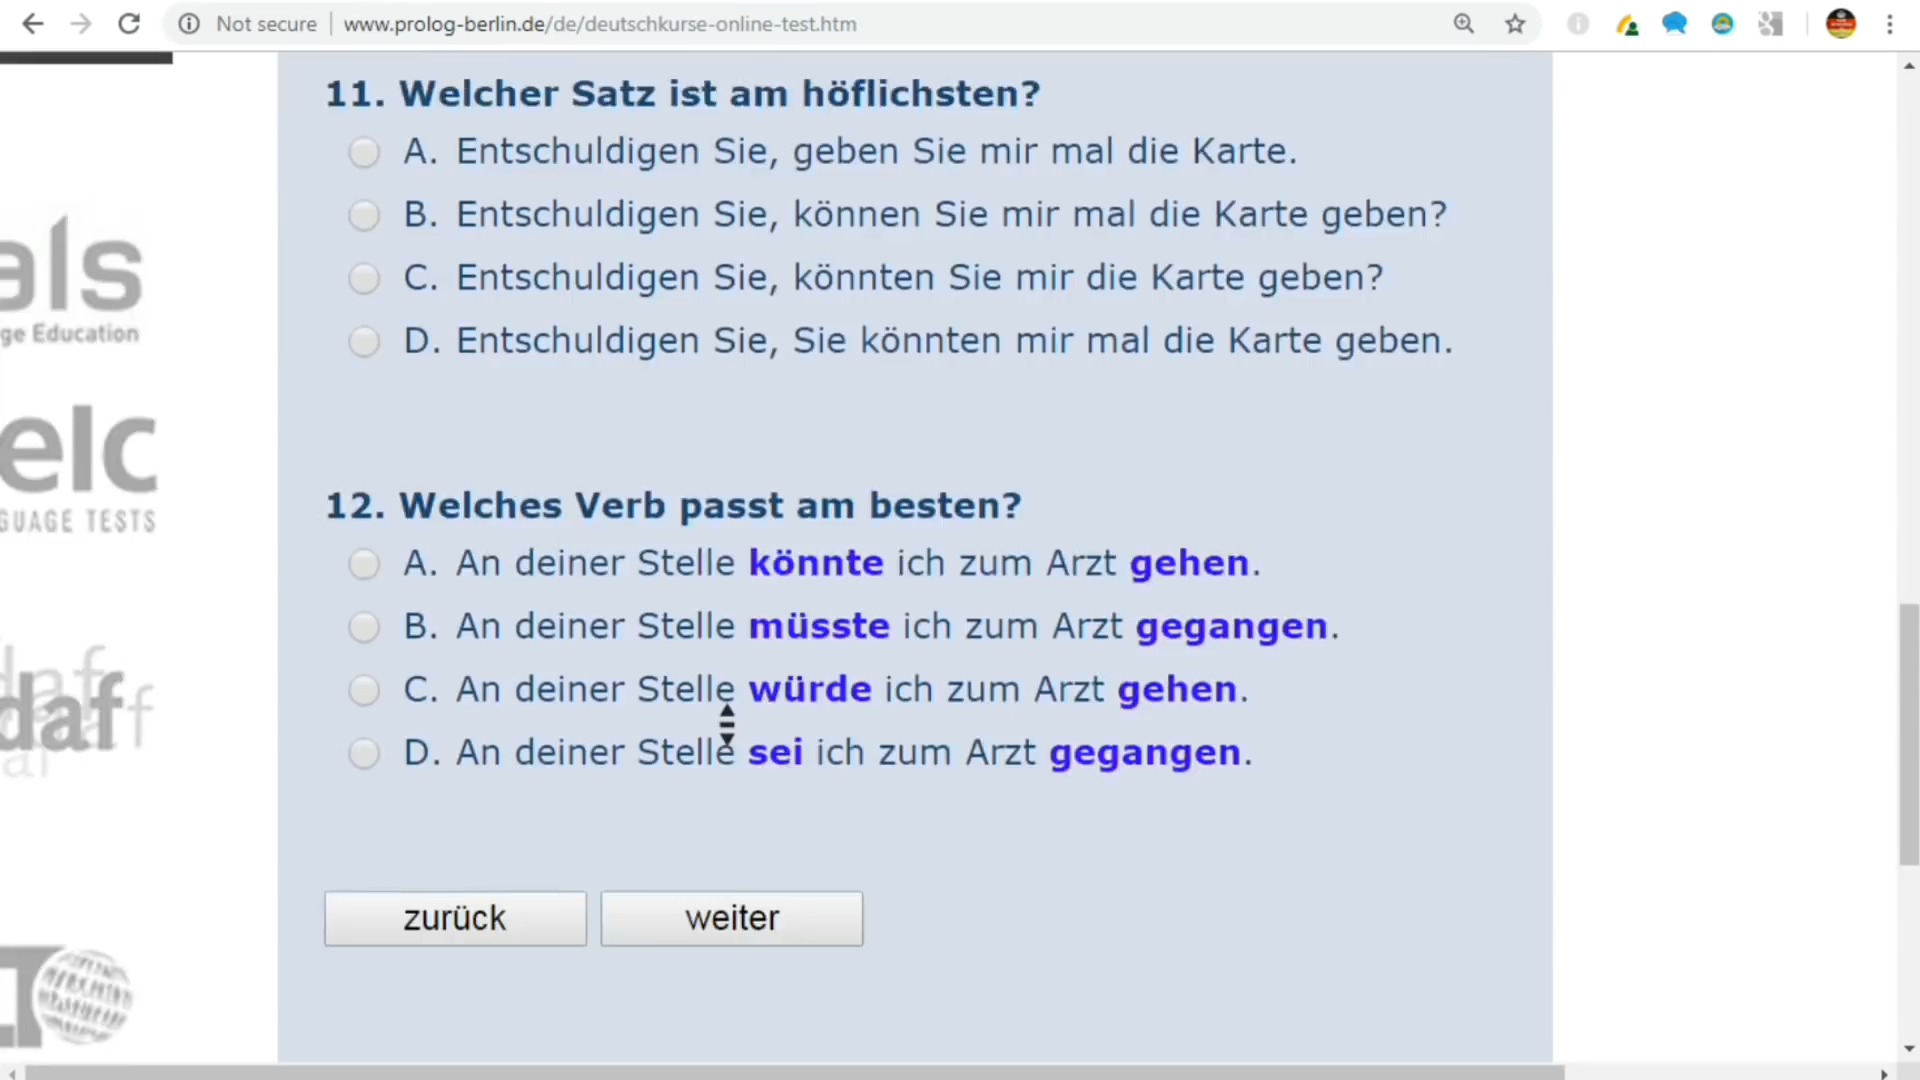 Not secure | www.prolog-berlin.de/de/deutschkurse-online-test.htm
11. Welcher Satz ist am höflichsten?
A. Entschuldigen Sie, geben Sie mir mal die Karte.
B. Entschuldigen Sie, können Sie mir mal die Karte geben?
C. Entschuldigen Sie, könnten Sie mir die Karte geben?
D. Entschuldigen Sie, Sie könnten mir mal die Karte geben.
als
ge Education
elc
GUAGE TESTS
daf
12. Welches Verb passt am besten?
A. An deiner Stelle könnte ich zum Arzt gehen.
B. An deiner Stelle müsste ich zum Arzt gegangen.
C. An deiner Stelle würde ich zum Arzt gehen.
D. An deiner Stelle sei ich zum Arzt gegangen.
zurück weiter